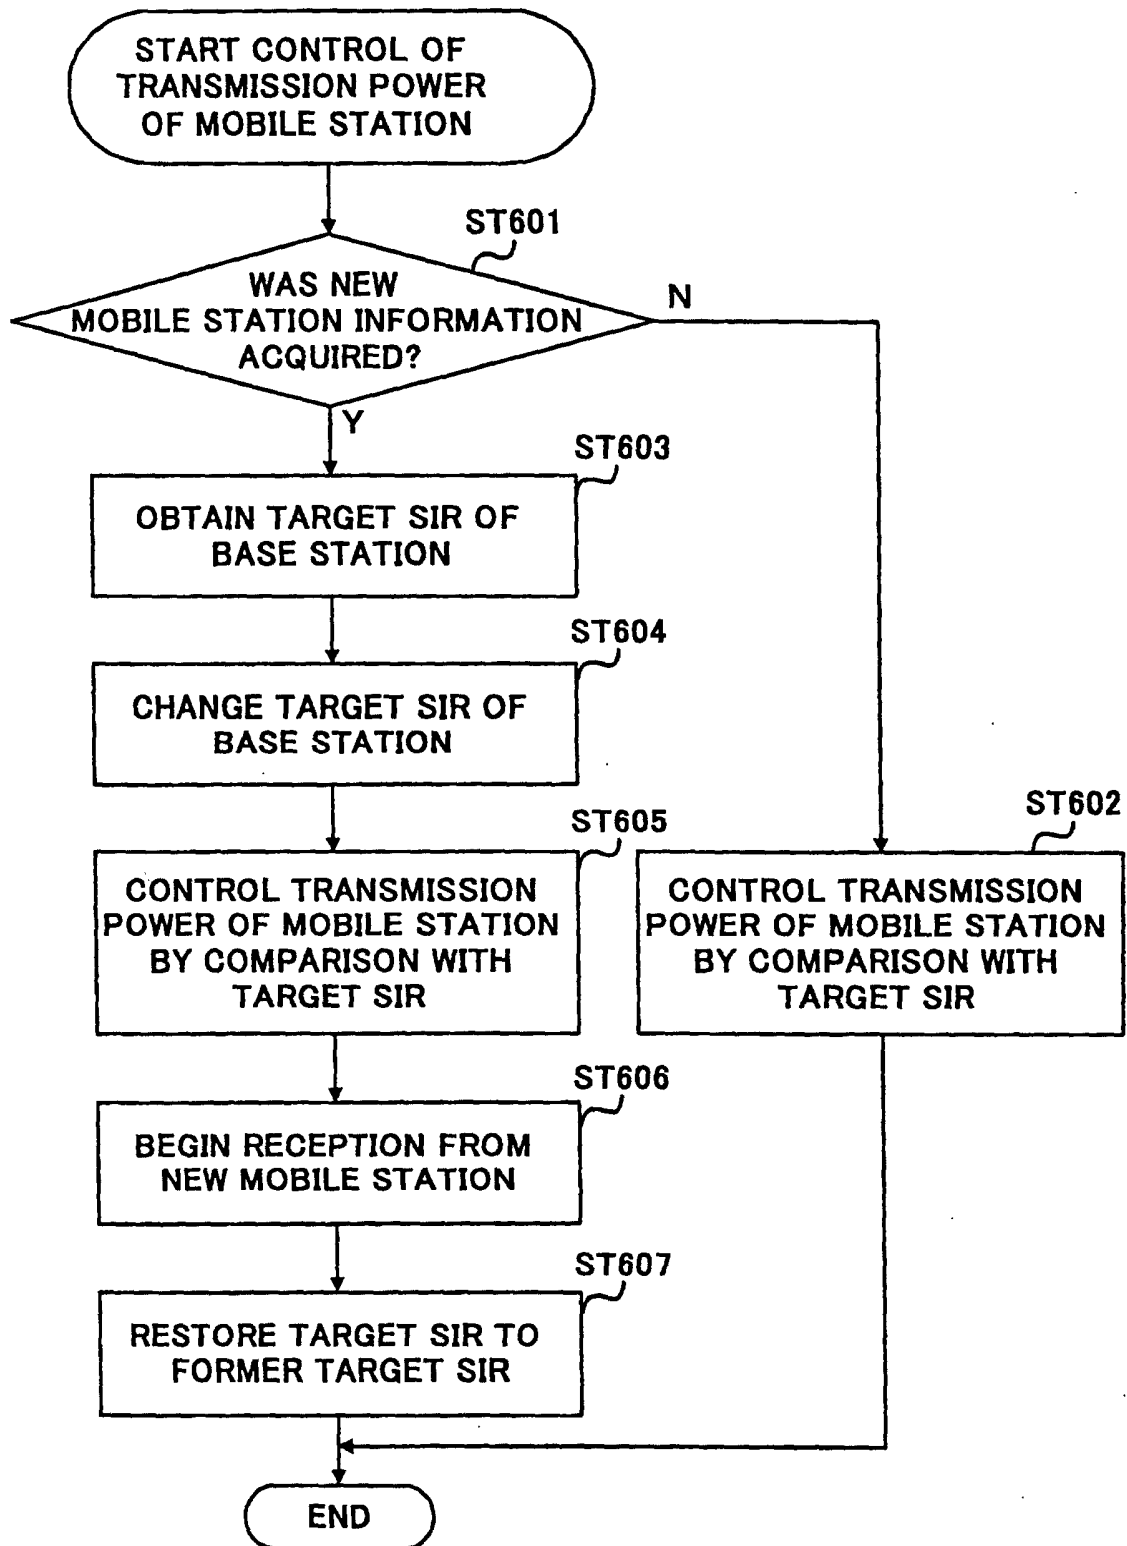 START CONTROL OF
TRANSMISSION POWER
OF MOBILE STATION
ST601
WAS NEW
MOBILE STATION INFORMATION
ACQUIRED?
N
Y
ST603
OBTAIN TARGET SIR OF
BASE STATION
ST604
CHANGE TARGET SIR OF
BASE STATION
ST605
CONTROL TRANSMISSION
POWER OF MOBILE STATION
BY COMPARISON WITH
TARGET SIR
ST602
CONTROL TRANSMISSION
POWER OF MOBILE STATION
BY COMPARISON WITH
TARGET SIR
ST606
BEGIN RECEPTION FROM
NEW MOBILE STATION
ST607
RESTORE TARGET SIR TO
FORMER TARGET SIR
END